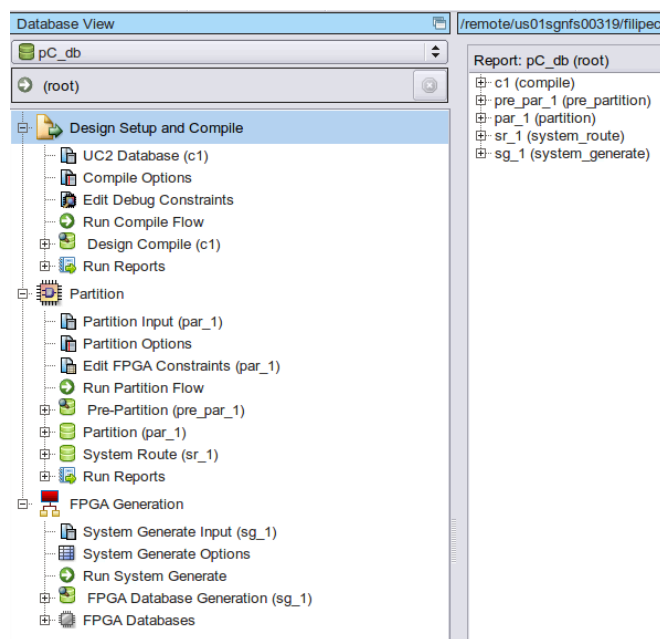 Database View
pC_db
(root)
Design Setup and Compile
UC2 Database (c1)
Compile Options
Edit Debug Constraints
Run Compile Flow
Design Compile (c1)
Run Reports
Partition
Partition Input (par_1)
Partition Options
Edit FPGA Constraints (par_1)
Run Partition Flow
Pre-Partition (pre_par_1)
Partition (par_1)
System Route (sr_1)
Run Reports
FPGA Generation
System Generate Input (sg_1)
System Generate Options
Run System Generate
FPGA Database Generation (sg_1)
FPGA Databases
/remote/us01sgnfs00319/filipec
Report: pC_db (root)
c1 (compile)
pre_par_1 (pre_partition)
par_1 (partition)
sr_1 (system_route)
sg_1 (system_generate)